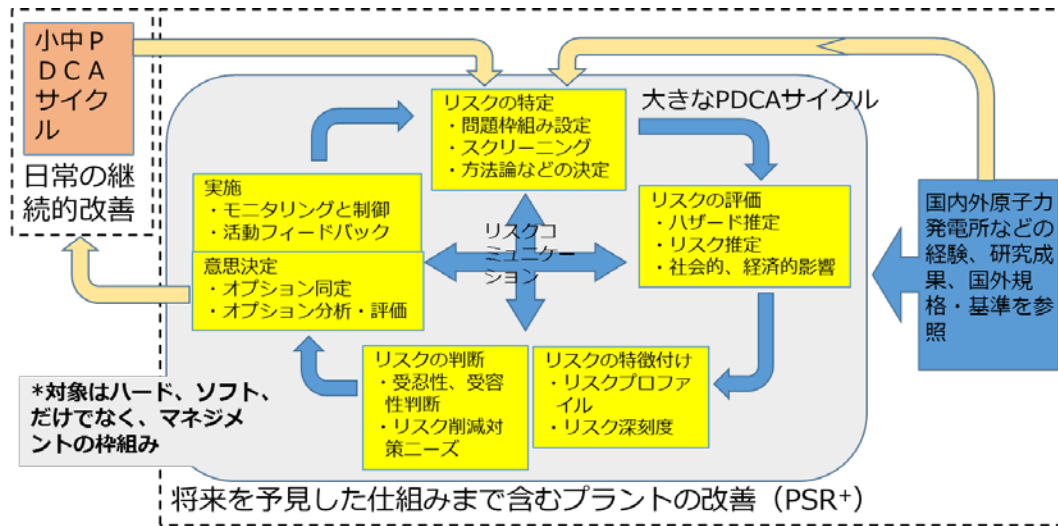 小中Ｐ
ＤＣＡ
サイク
ル
日常の継
続的改善
大きなPDCAサイクル
リスクの特定
・問題枠組み設定
・スクリーニング
・方法論などの決定
リスクの評価
・ハザード推定
・リスク推定
・社会的、経済的影響
実施
・モニタリングと制御
・活動フィードバック
意思決定
・オプション同定
・オプション分析・評価
リスクコ
ミュニケー
ション
リスクの判断
・受忍性、受容
性判断
・リスク削減対
策ニーズ
リスクの特徴付け
・リスクプロファ
イル
・リスク深刻度
国内外原子力
発電所などの
経験、研究成
果、国外規
格・基準を参
照
*対象はハード、ソフト、
だけでなく、マネジメ
ントの枠組み
将来を予見した仕組みまで含むプラントの改善（PSR⁺）